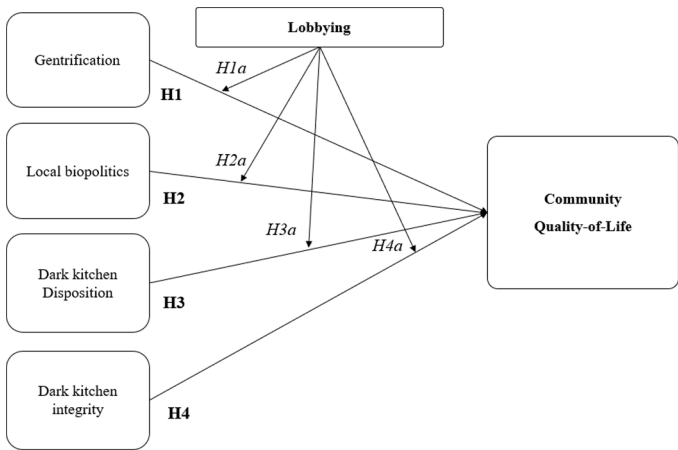 Lobbying
Gentrification
H1a
H1
Local biopolitics
H2a
H2
Community
Quality-of-Life
H3a
H4a
Dark kitchen
Disposition
H3
Dark kitchen
integrity
H4